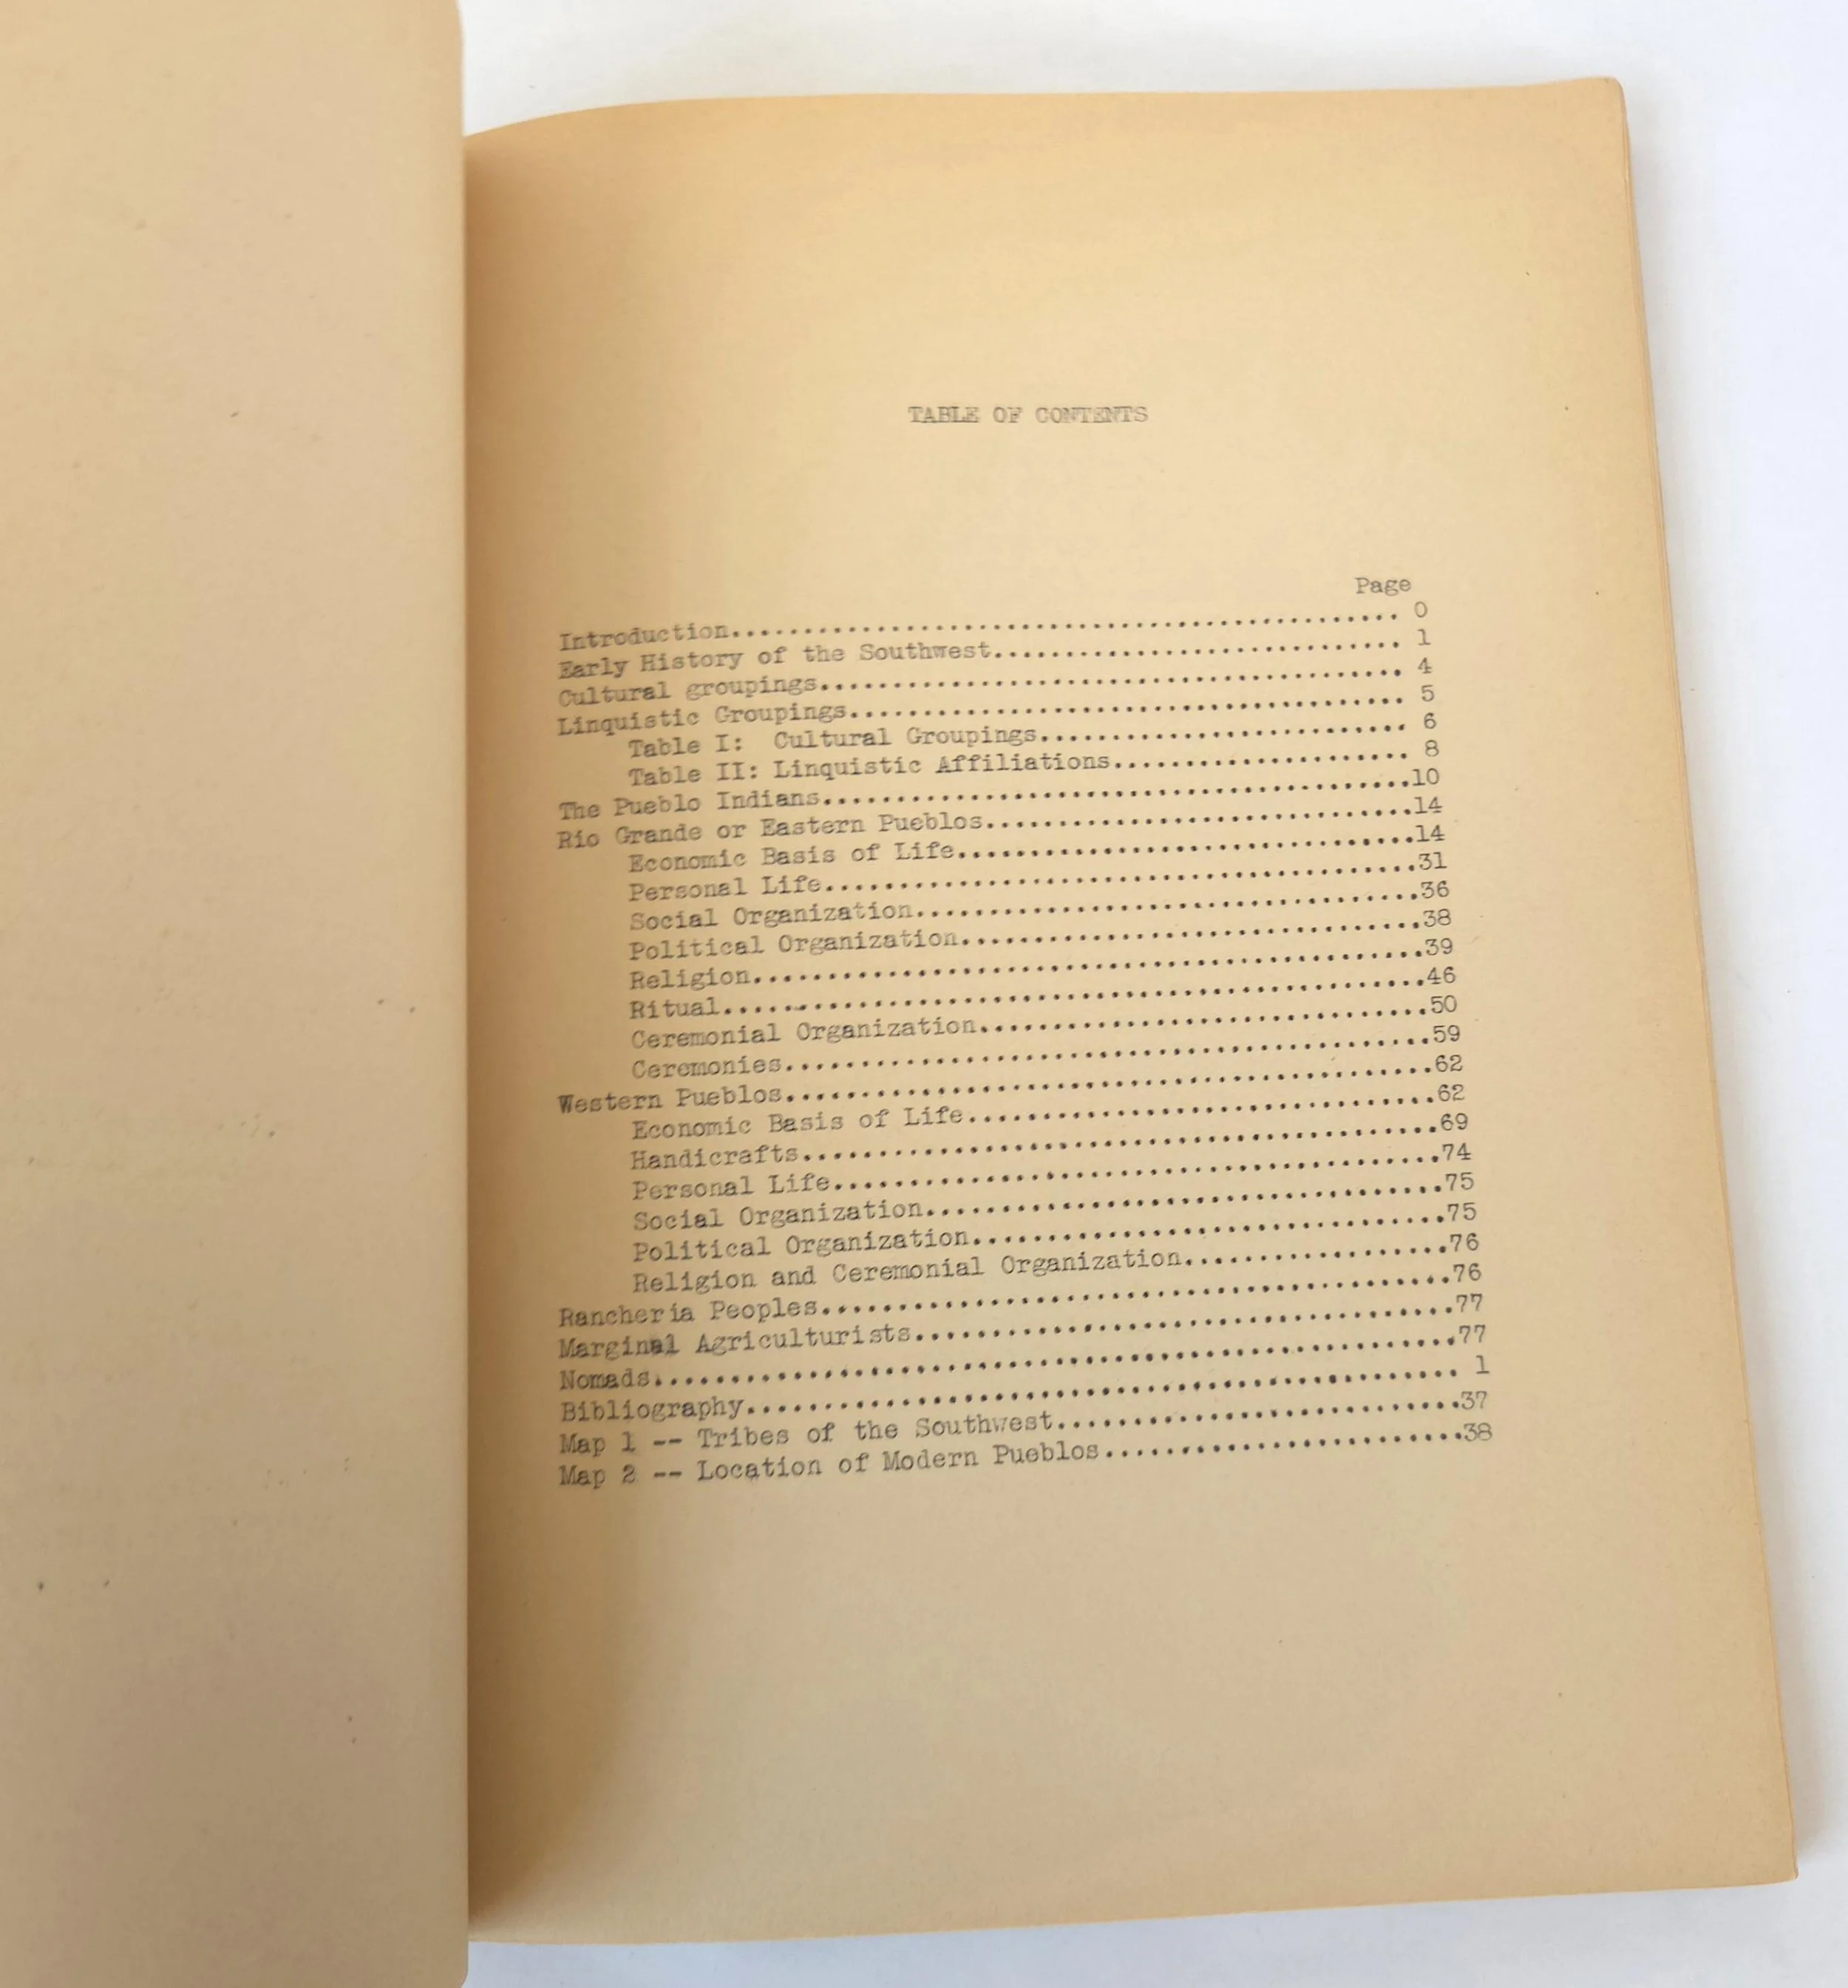 TABLE OF CONTENTS
Page
Introduction.............................................. 0
Early History of the Southwest............................ 1
Cultural groupings........................................ 4
Linquistic Groupings...................................... 5
Table I:  Cultural Groupings.......................... 6
Table II: Linquistic Affiliations..................... 8
The Pueblo Indians.........................................10
Rio Grande or Eastern Pueblos..............................14
Economic Basis of Life.................................14
Personal Life..........................................31
Social Organization....................................36
Political Organization.................................38
Religion...............................................39
Ritual.................................................46
Ceremonial Organization................................50
Ceremonies.............................................59
Western Pueblos............................................62
Economic Basis of Life.................................62
Handicrafts............................................69
Personal Life..........................................74
Social Organization....................................75
Political Organization.................................75
Religion and Ceremonial Organization...................76
Rancheria Peoples..........................................76
Marginal Agriculturists....................................77
Nomads.....................................................77
Bibliography.............................................. 1
Map 1 -- Tribes of the Southwest...........................37
Map 2 -- Location of Modern Pueblos........................38